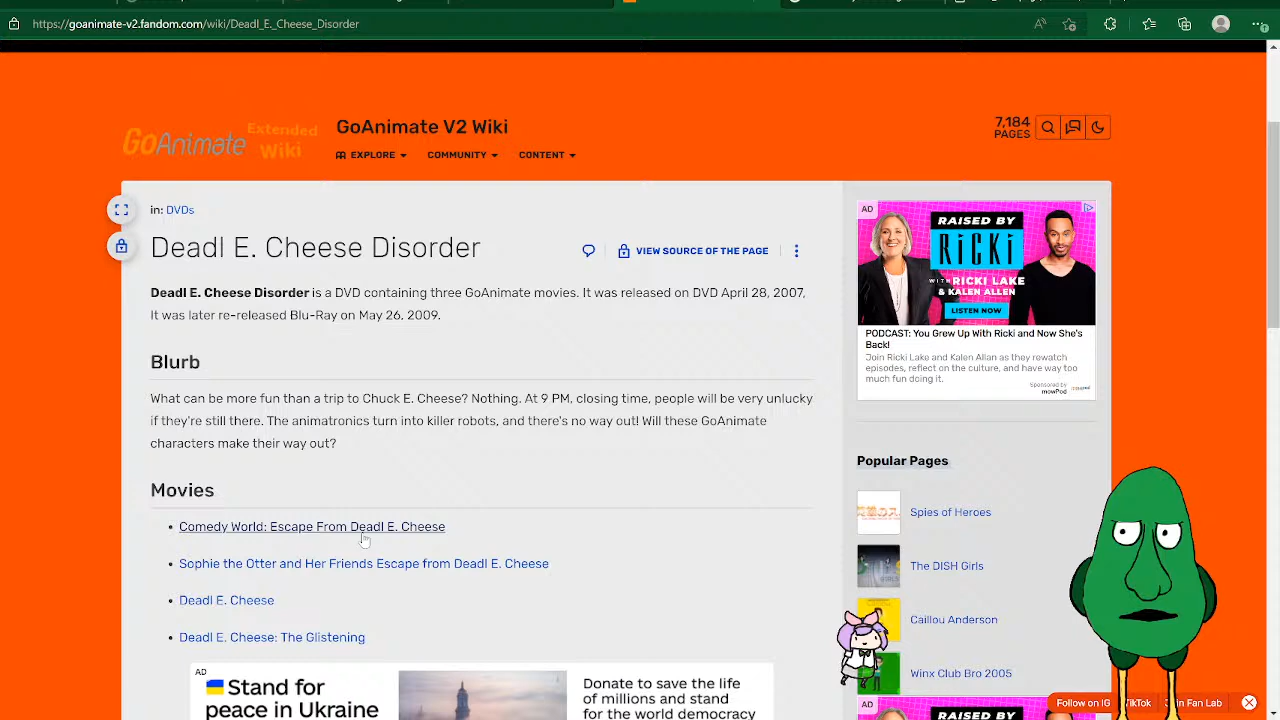 https://goanimate-v2.fandom.com/wiki/Deadl_E._Cheese_Disorder
GoAnimate
Extended
Wiki
GoAnimate V2 Wiki
EXPLORE
COMMUNITY
CONTENT
7,184
PAGES
in: DVDs
Deadl E. Cheese Disorder
VIEW SOURCE OF THE PAGE
Deadl E. Cheese Disorder is a DVD containing three GoAnimate movies. It was released on DVD April 28, 2007,
It was later re-released Blu-Ray on May 26. 2009.
Blurb
What can be more fun than a trip to Chuck E. Cheese? Nothing. At 9 PM, closing time, people will be very unlucky
if they're still there. The animatronics turn into killer robots, and there's no way out! Will these GoAnimate
characters make their way out?
Movies
Comedy World: Escape From Deadl E. Cheese
Sophie the Otter and Her Friends Escape from Deadl E. Cheese
Deadl E. Cheese
Deadl E. Cheese: The Glistening
AD
Stand for
peace in Ukraine
Donate to save the life
of millions and stand
for the world democracy
AD
RAISED BY
RICKI
WITH RICKI LAKE
& KALEN ALLEN
LISTEN NOW
PODCAST: You Grew Up With Ricki and Now She's
Back!
Join Ricki Lake and Kalen Allan as they rewatch
episodes, reflect on the culture, and have way too
much fun doing it.
Sponsored by
mowPod
Popular Pages
Spies of Heroes
The DISH Girls
Caillou Anderson
Winx Club Bro 2005
AD
Follow on IG
TikTok
Join Fan Lab